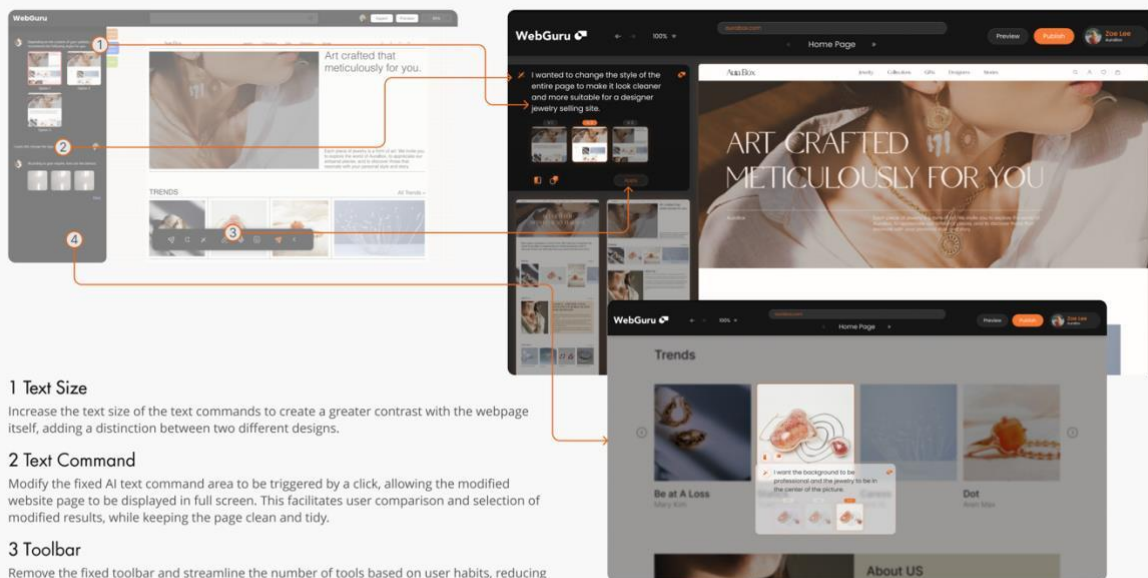 WebGuru
1
2
3
4
Art crafted that
meticulously for you.
TRENDS
All Trends
WebGuru
100%
Home Page
Preview
Publish
Zoe Lee
I wanted to change the style of the
entire page to make it look cleaner
and more suitable for a designer
jewelry selling site.
Apply
AuraBox
Jewelry
Collections
Gifts
Designers
Stories
ART CRAFTED
METICULOUSLY FOR YOU
WebGuru
100%
Home Page
Preview
Publish
Zoe Lee
Trends
I want the background to be
professional and the jewelry to be in
the center of the picture.
Be at A Loss
Mary Kim
Dot
About US
1 Text Size
Increase the text size of the text commands to create a greater contrast with the webpage
itself, adding a distinction between two different designs.
2 Text Command
Modify the fixed AI text command area to be triggered by a click, allowing the modified
website page to be displayed in full screen. This facilitates user comparison and selection of
modified results, while keeping the page clean and tidy.
3 Toolbar
Remove the fixed toolbar and streamline the number of tools based on user habits, reducing